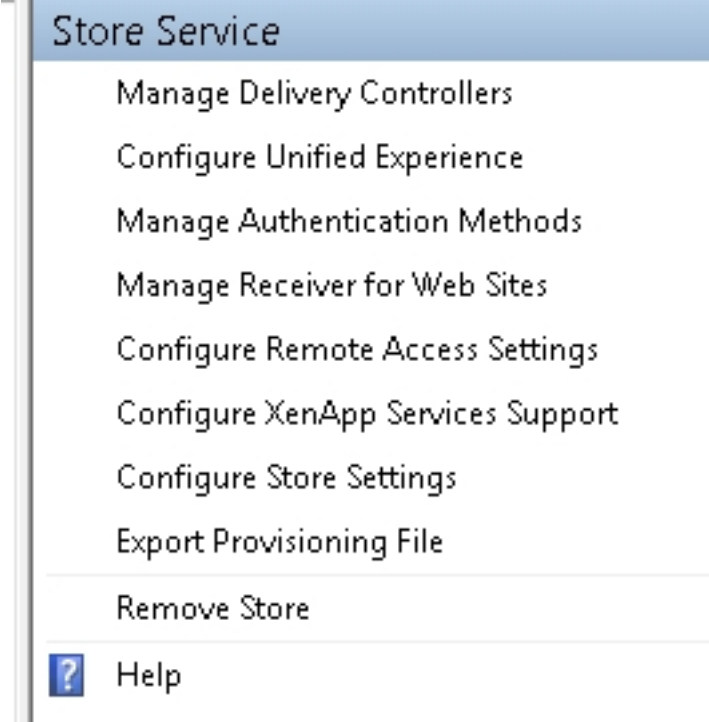 Store Service
Manage Delivery Controllers
Configure Unified Experience
Manage Authentication Methods
Manage Receiver for Web Sites
Configure Remote Access Settings
Configure XenApp Services Support
Configure Store Settings
Export Provisioning File
Remove Store
? Help